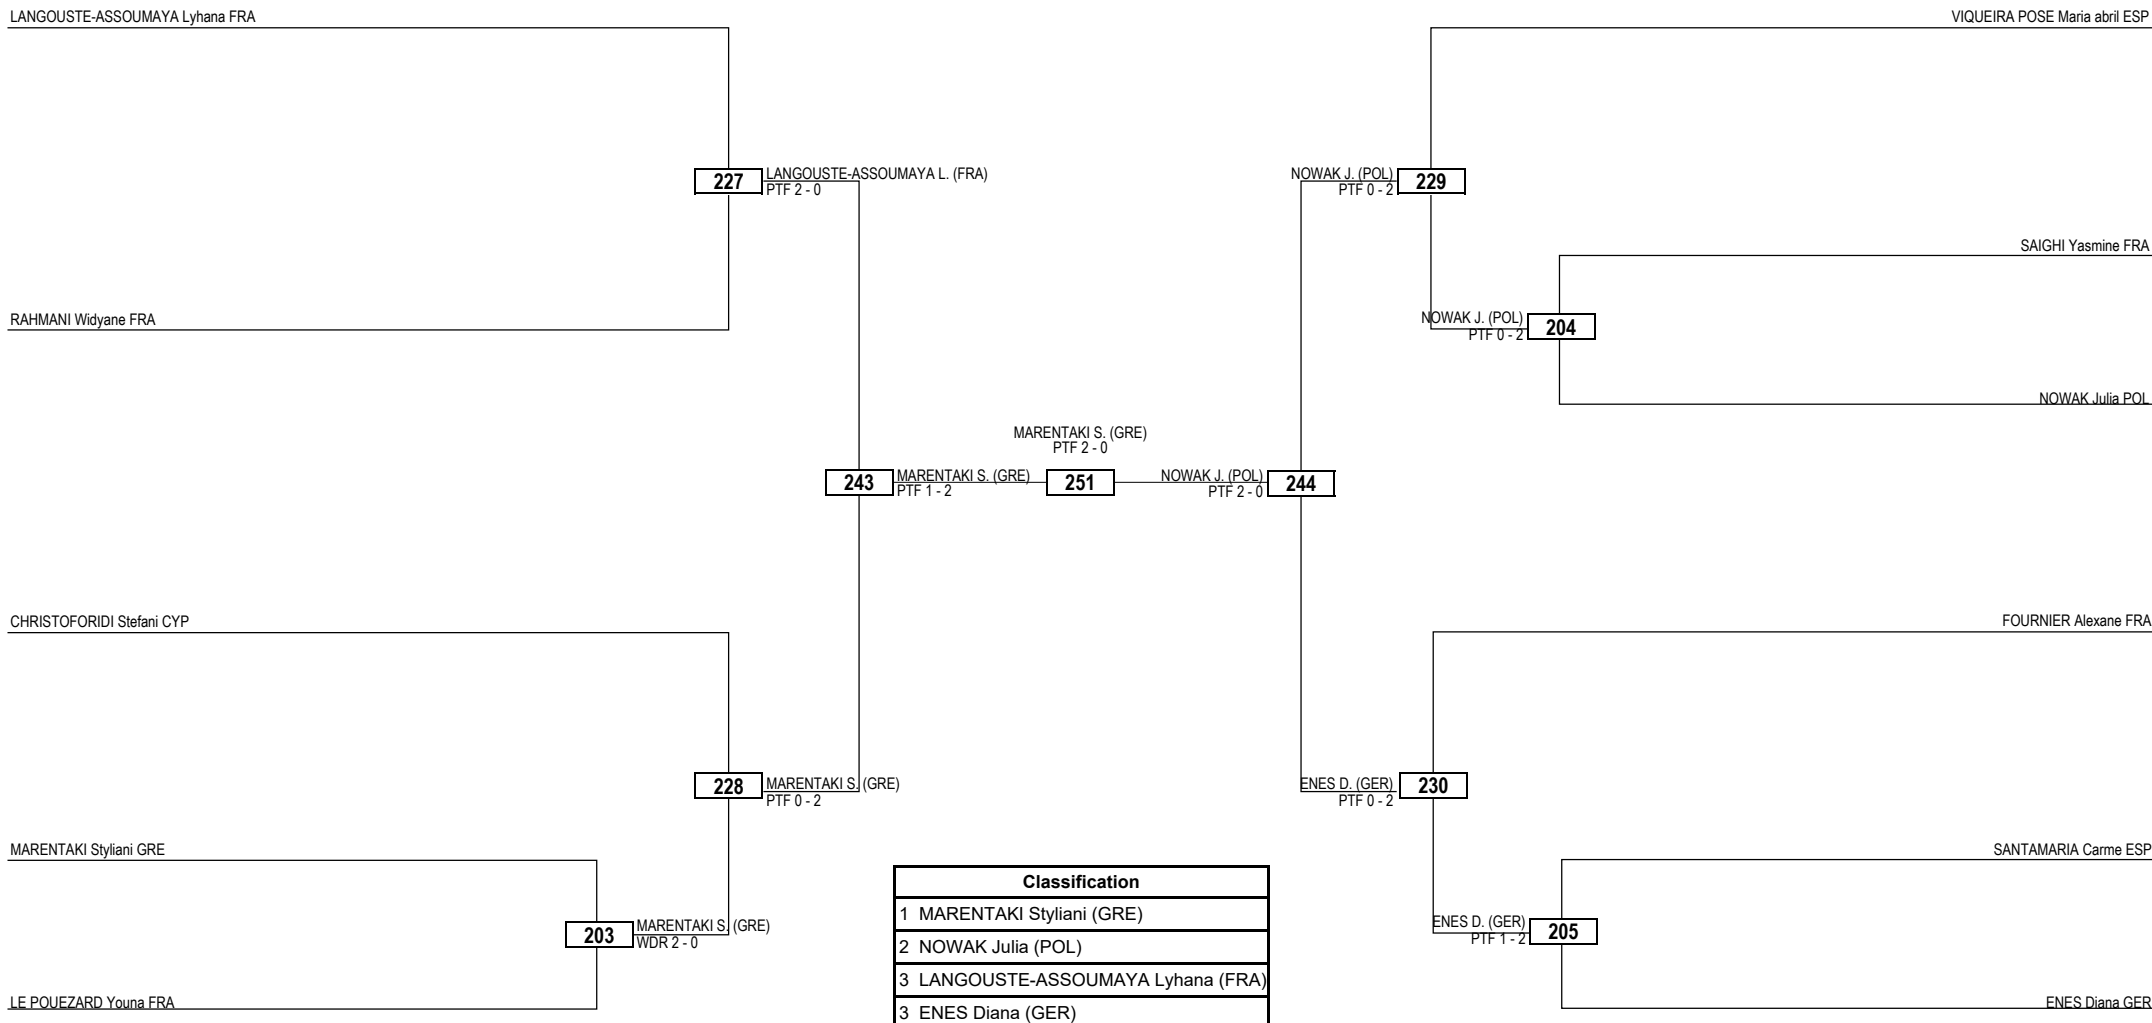 LANGOUSTE-ASSOUMAYA Lyhana FRA
VIQUEIRA POSE Maria abril ESP
227
LANGOUSTE-ASSOUMAYA L. (FRA)
PTF 2 - 0
NOWAK J. (POL)
PTF 0 - 2
229
SAIGHI Yasmine FRA
RAHMANI Widyane FRA
NOWAK J. (POL)
PTF 0 - 2
204
NOWAK Julia POL
MARENTAKI S. (GRE)
PTF 2 - 0
243
MARENTAKI S. (GRE)
PTF 1 - 2
251
NOWAK J. (POL)
PTF 2 - 0
244
CHRISTOFORIDI Stefani CYP
FOURNIER Alexane FRA
228
MARENTAKI S. (GRE)
PTF 0 - 2
ENES D. (GER)
PTF 0 - 2
230
MARENTAKI Styliani GRE
SANTAMARIA Carme ESP
203
MARENTAKI S. (GRE)
WDR 2 - 0
ENES D. (GER)
PTF 1 - 2
205
LE POUEZARD Youna FRA
ENES Diana GER
Classification
1 MARENTAKI Styliani (GRE)
2 NOWAK Julia (POL)
3 LANGOUSTE-ASSOUMAYA Lyhana (FRA)
3 ENES Diana (GER)